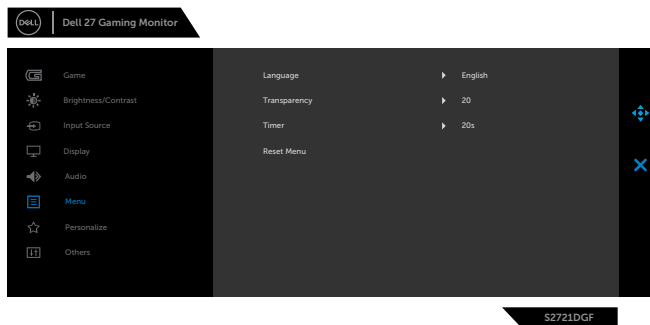 DELL
Dell 27 Gaming Monitor
Game
Language
English
Brightness/Contrast
Transparency
20
Input Source
Timer
20s
Display
Reset Menu
Audio
Menu
Personalize
Others
S2721DGF